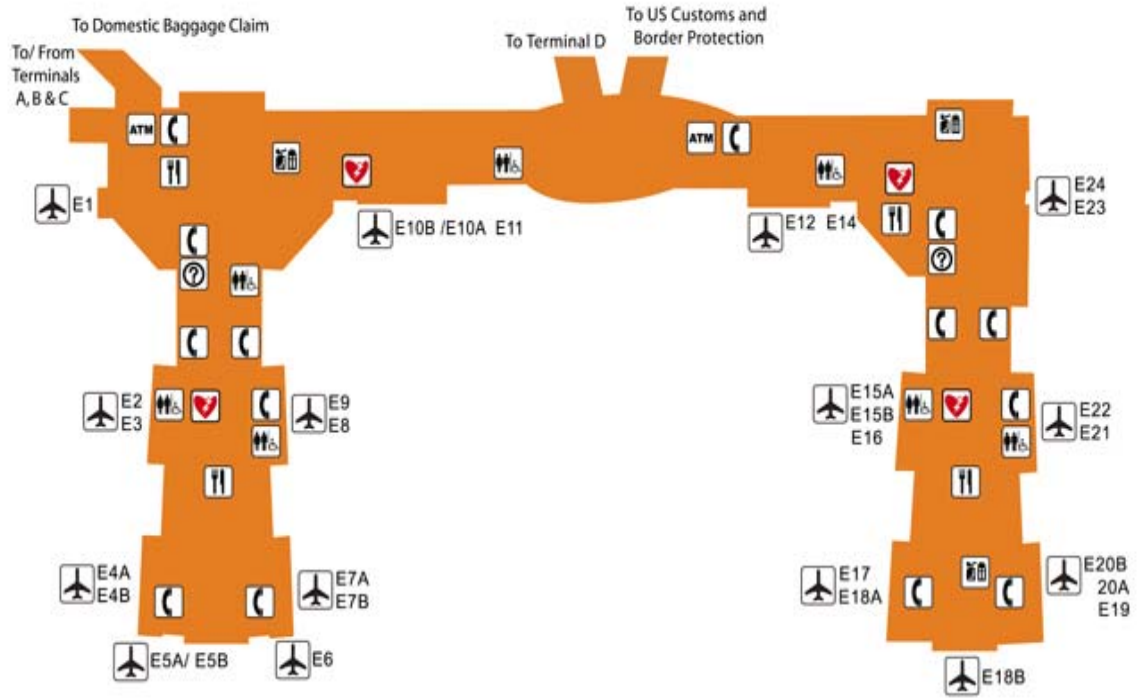 To Domestic Baggage Claim
To/ From
Terminals
A, B & C
To Terminal D
To US Customs and
Border Protection
ATM
ATM
E1
E10B /E10A E11
E12 E14
E24
E23
E2
E3
E9
E8
E15A
E15B
E16
E22
E21
E4A
E4B
E7A
E7B
E17
E18A
E20B
20A
E19
E5A/ E5B
E6
E18B